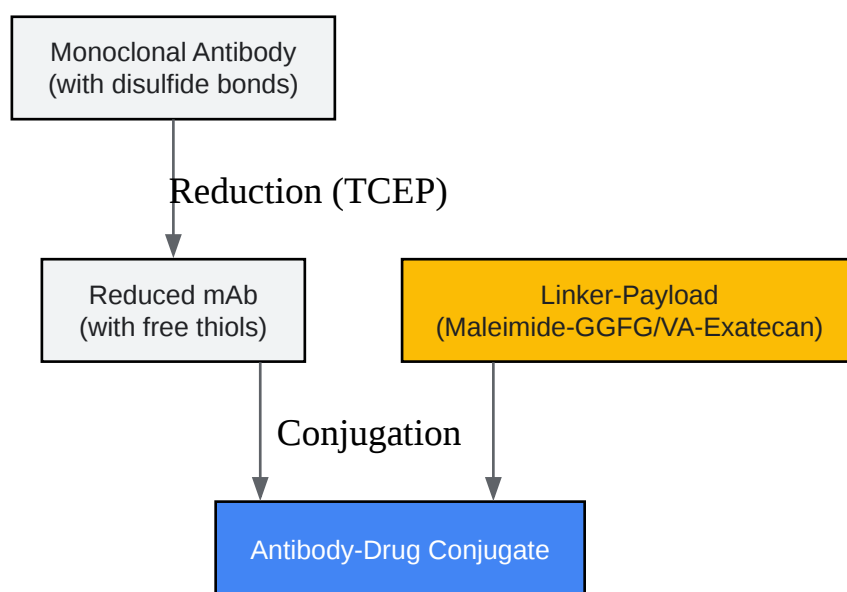 Monoclonal Antibody
(with disulfide bonds)
Reduction (TCEP)
Reduced mAb
(with free thiols)
Linker-Payload
(Maleimide-GGFG/VA-Exatecan)
Conjugation
Antibody-Drug Conjugate